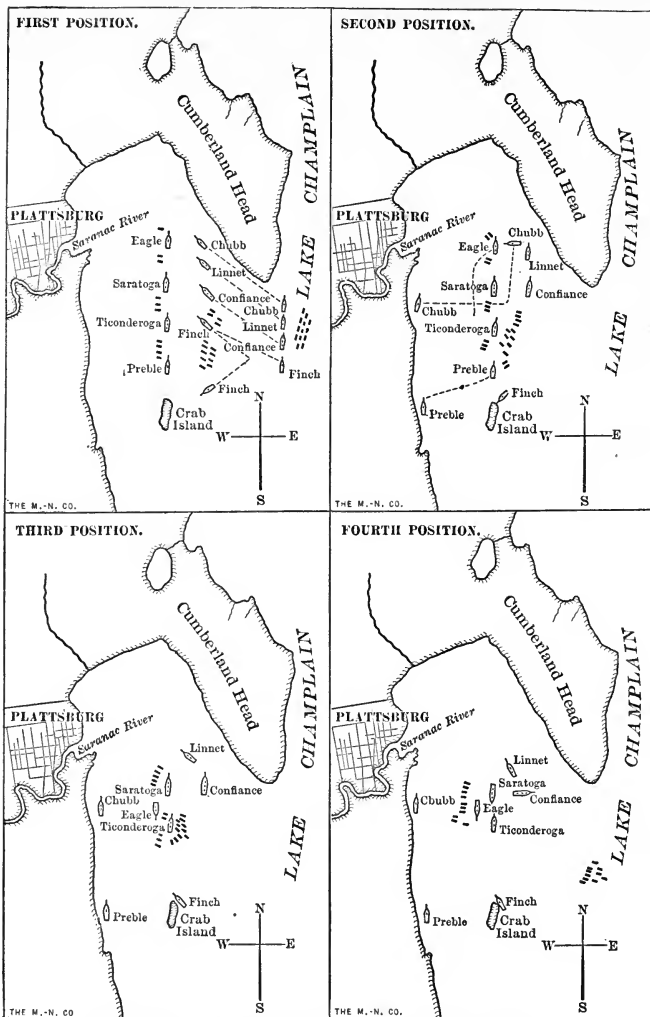 FIRST POSITION.
Cumberland Head
LAKE CHAMPLAIN
PLATTSBURG
Saranac River
Eagle
Chubb
Linnet
Saratoga
Confiance
Chubb
Ticonderoga
Finch
Linnet
Confiance
Preble
Finch
Finch
Crab
Island
N
W
E
S
THE M.-N. CO.
SECOND POSITION.
Cumberland Head
LAKE CHAMPLAIN
PLATTSBURG
Saranac River
Chubb
Eagle
Linnet
Saratoga
Confiance
Chubb
Ticonderoga
Preble
Finch
Preble
Crab
Island
N
W
E
S
THE M.-N. CO.
THIRD POSITION.
Cumberland Head
LAKE CHAMPLAIN
PLATTSBURG
Saranac River
Linnet
Saratoga
Confiance
Chubb
Eagle
Ticonderoga
Finch
Preble
Crab
Island
N
W
E
S
THE M.-N. CO
FOURTH POSITION.
Cumberland Head
LAKE CHAMPLAIN
PLATTSBURG
Saranac River
Linnet
Saratoga
Confiance
Chubb
Eagle
Ticonderoga
Finch
Preble
Crab
Island
N
W
E
S
THE M.-N. CO.